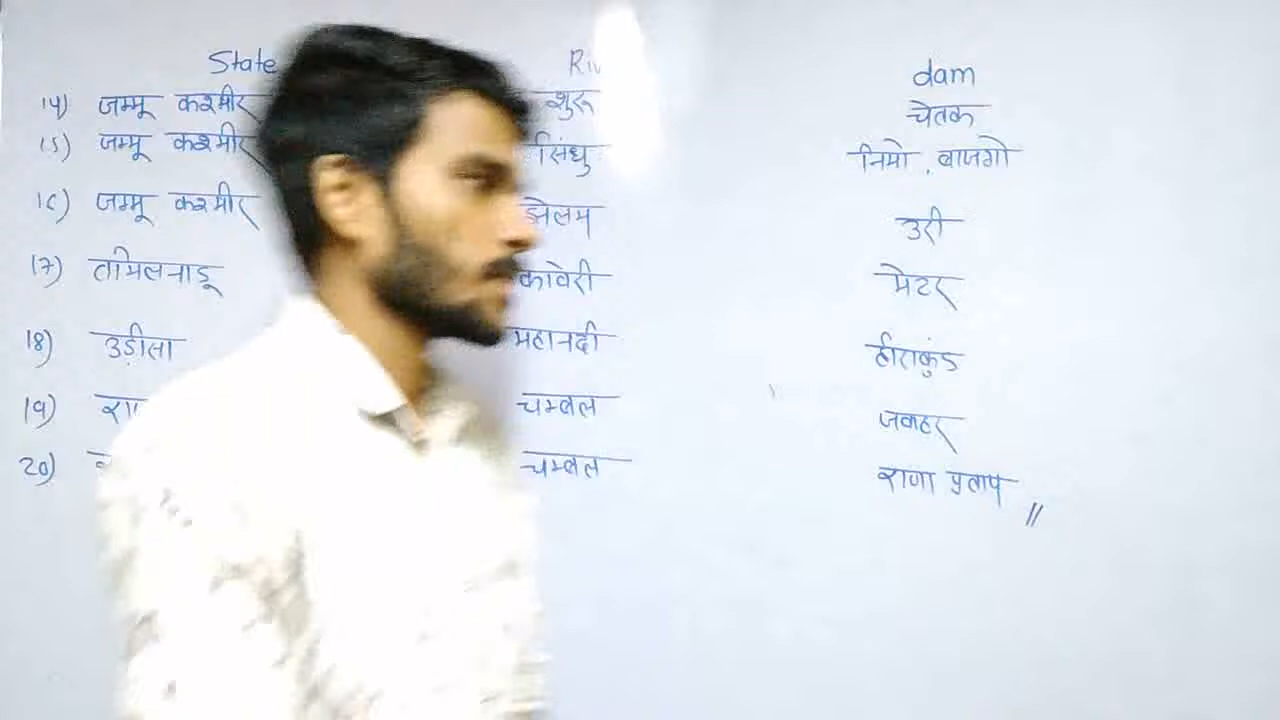 State Riv dam
14) जम्मू कश्मीर शुरू चेतक
15) जम्मू कश्मीर सिंधु निमो, बाजगो
16) जम्मू कश्मीर झेलम उरी
17) तमिलनाडू कावेरी मेटर
18) उड़ीसा महानदी हीराकुंड
19) चम्बल जवाहर
20) चम्बल राणा प्रताप //